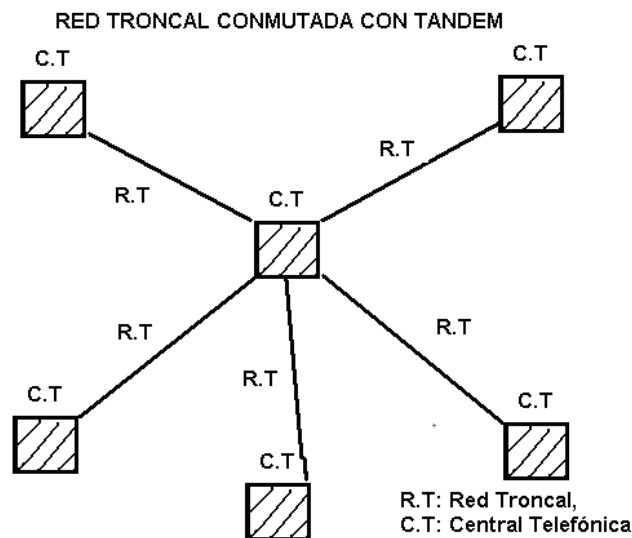 RED TRONCAL CONMUTADA CON TANDEM
C.T
C.T
R.T
R.T
C.T
R.T
R.T
R.T
C.T
C.T
C.T
R.T: Red Troncal,
C.T: Central Telefónica